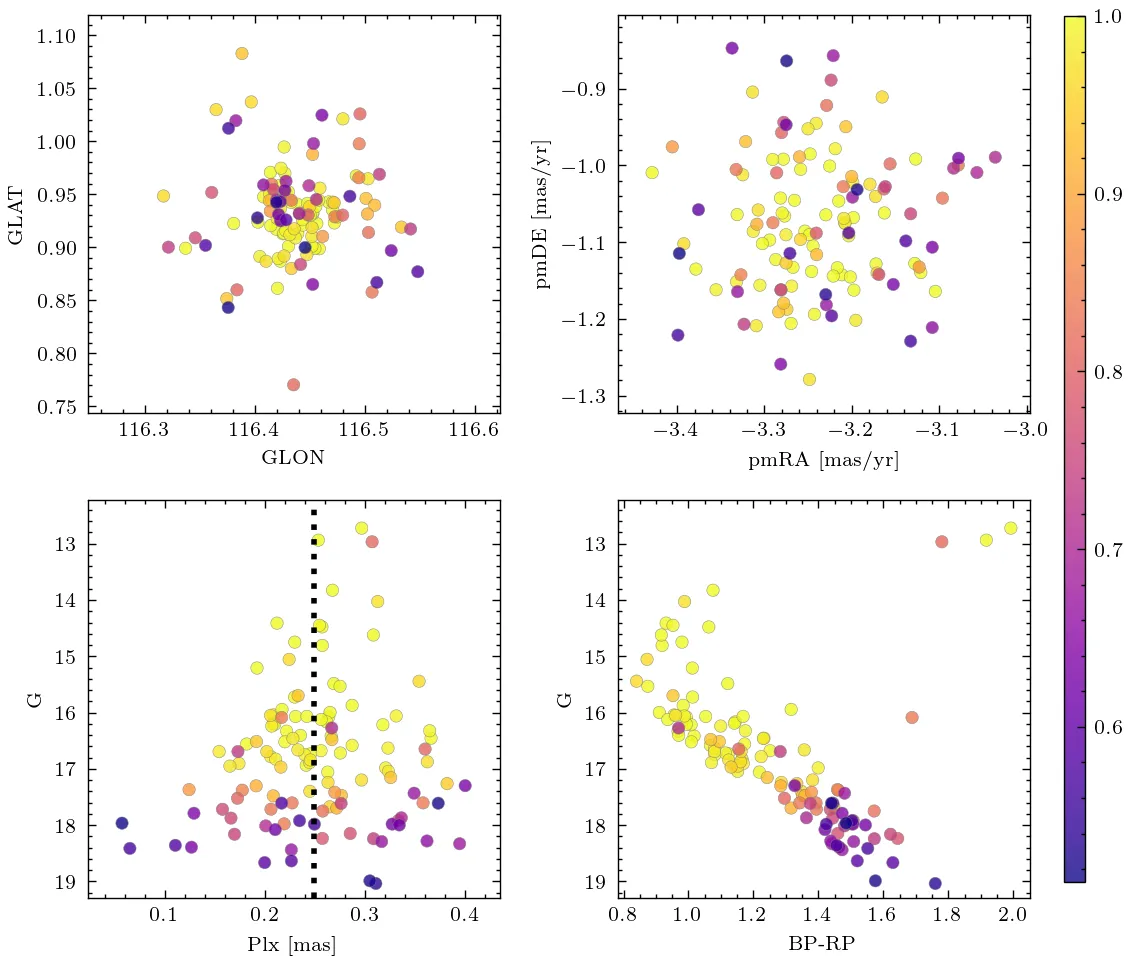 1.10
1.05
1.00
0.95
0.90
0.85
0.80
0.75
GLAT
116.3 116.4 116.5 116.6
GLON
−0.9
−1.0
−1.1
−1.2
−1.3
pmDE [mas/yr]
−3.4 −3.3 −3.2 −3.1 −3.0
pmRA [mas/yr]
13
14
15
16
17
18
19
G
0.1 0.2 0.3 0.4
Plx [mas]
13
14
15
16
17
18
19
G
0.8 1.0 1.2 1.4 1.6 1.8 2.0
BP-RP
1.0
0.9
0.8
0.7
0.6